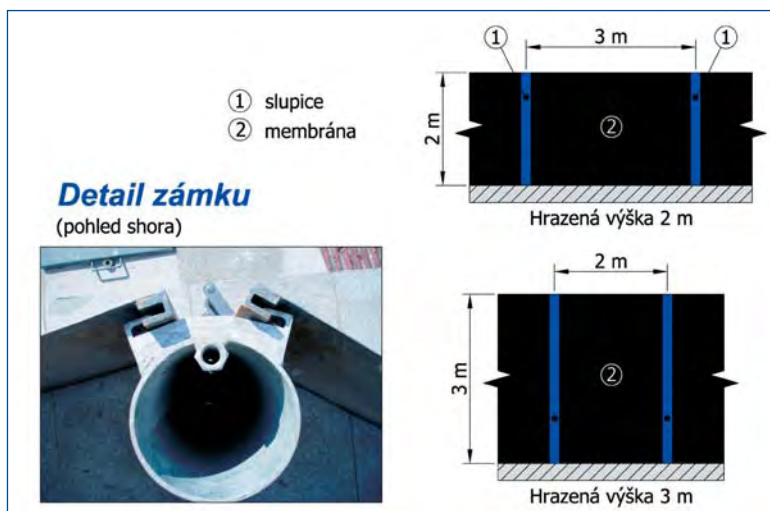 ① slupice
② membrána
Detail zámku
(pohled shora)
① 3 m ①
2 m
②
Hrazená výška 2 m
2 m
3 m
②
Hrazená výška 3 m